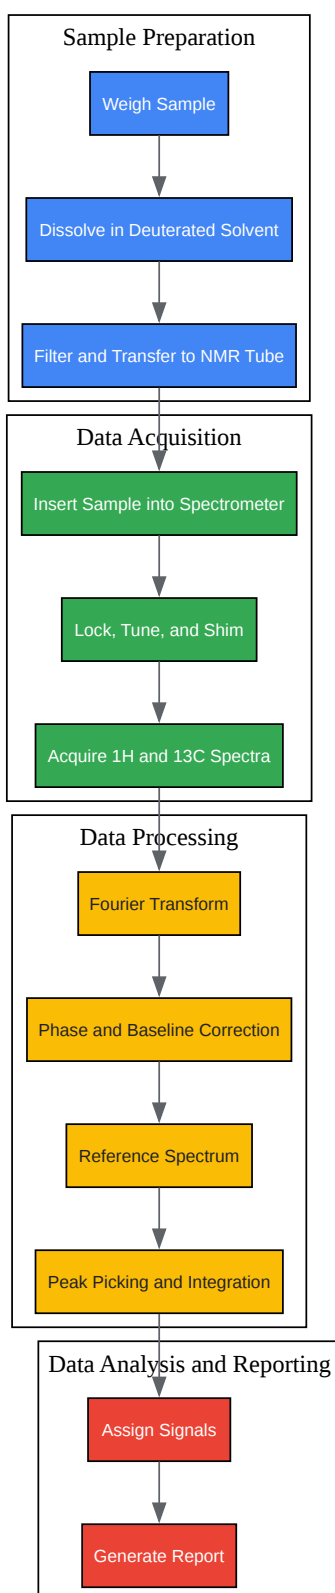 Sample Preparation
Weigh Sample
Dissolve in Deuterated Solvent
Filter and Transfer to NMR Tube
Data Acquisition
Insert Sample into Spectrometer
Lock, Tune, and Shim
Acquire 1H and 13C Spectra
Data Processing
Fourier Transform
Phase and Baseline Correction
Reference Spectrum
Peak Picking and Integration
Data Analysis and Reporting
Assign Signals
Generate Report